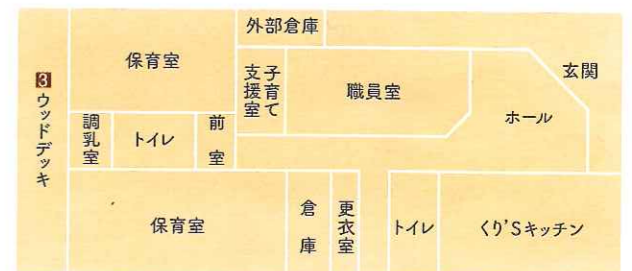 外部倉庫
保育室
子育て
支援室
職員室
玄関
ホール
3 ウッドデッキ
調乳室
トイレ
前室
保育室
倉庫
更衣室
トイレ
くり'Sキッチン